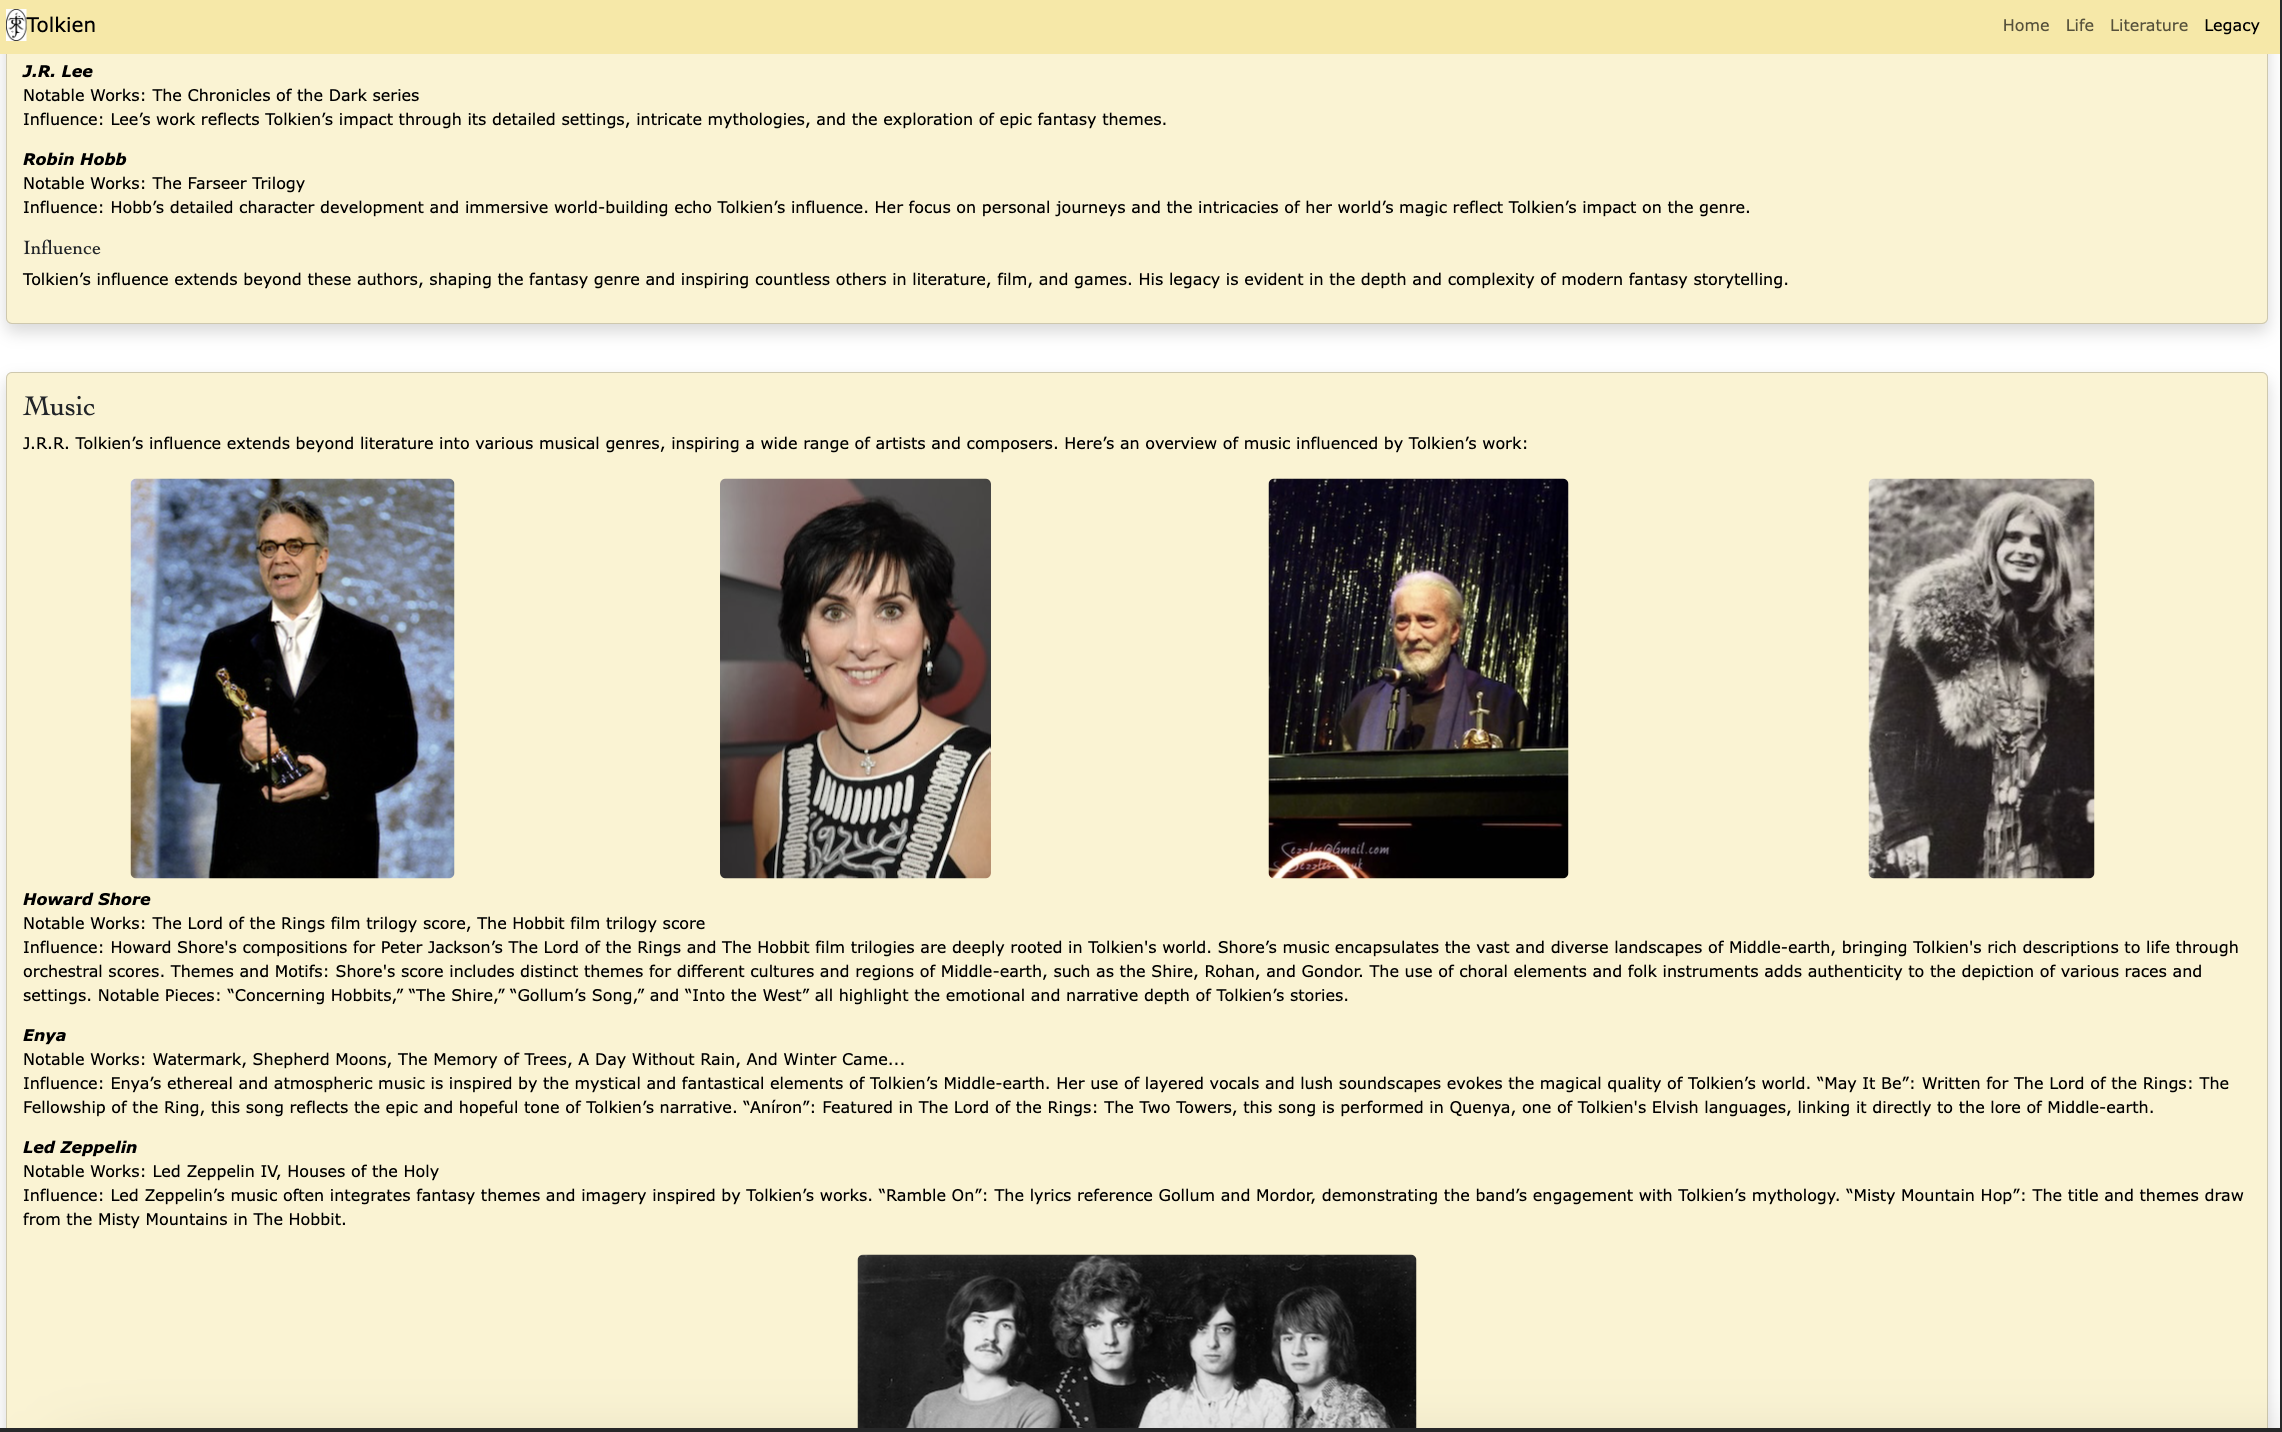 Tolkien
Home Life Literature Legacy
J.R. Lee
Notable Works: The Chronicles of the Dark series
Influence: Lee’s work reflects Tolkien’s impact through its detailed settings, intricate mythologies, and the exploration of epic fantasy themes.
Robin Hobb
Notable Works: The Farseer Trilogy
Influence: Hobb’s detailed character development and immersive world-building echo Tolkien’s influence. Her focus on personal journeys and the intricacies of her world’s magic reflect Tolkien’s impact on the genre.
Influence
Tolkien’s influence extends beyond these authors, shaping the fantasy genre and inspiring countless others in literature, film, and games. His legacy is evident in the depth and complexity of modern fantasy storytelling.
Music
J.R.R. Tolkien’s influence extends beyond literature into various musical genres, inspiring a wide range of artists and composers. Here’s an overview of music influenced by Tolkien’s work:
Sezzles@Gmail.com
Howard Shore
Notable Works: The Lord of the Rings film trilogy score, The Hobbit film trilogy score
Influence: Howard Shore's compositions for Peter Jackson’s The Lord of the Rings and The Hobbit film trilogies are deeply rooted in Tolkien's world. Shore’s music encapsulates the vast and diverse landscapes of Middle-earth, bringing Tolkien's rich descriptions to life through
orchestral scores. Themes and Motifs: Shore's score includes distinct themes for different cultures and regions of Middle-earth, such as the Shire, Rohan, and Gondor. The use of choral elements and folk instruments adds authenticity to the depiction of various races and
settings. Notable Pieces: “Concerning Hobbits,” “The Shire,” “Gollum’s Song,” and “Into the West” all highlight the emotional and narrative depth of Tolkien’s stories.
Enya
Notable Works: Watermark, Shepherd Moons, The Memory of Trees, A Day Without Rain, And Winter Came...
Influence: Enya’s ethereal and atmospheric music is inspired by the mystical and fantastical elements of Tolkien’s Middle-earth. Her use of layered vocals and lush soundscapes evokes the magical quality of Tolkien’s world. “May It Be”: Written for The Lord of the Rings: The
Fellowship of the Ring, this song reflects the epic and hopeful tone of Tolkien’s narrative. “Aníron”: Featured in The Lord of the Rings: The Two Towers, this song is performed in Quenya, one of Tolkien's Elvish languages, linking it directly to the lore of Middle-earth.
Led Zeppelin
Notable Works: Led Zeppelin IV, Houses of the Holy
Influence: Led Zeppelin’s music often integrates fantasy themes and imagery inspired by Tolkien’s works. “Ramble On”: The lyrics reference Gollum and Mordor, demonstrating the band’s engagement with Tolkien’s mythology. “Misty Mountain Hop”: The title and themes draw
from the Misty Mountains in The Hobbit.